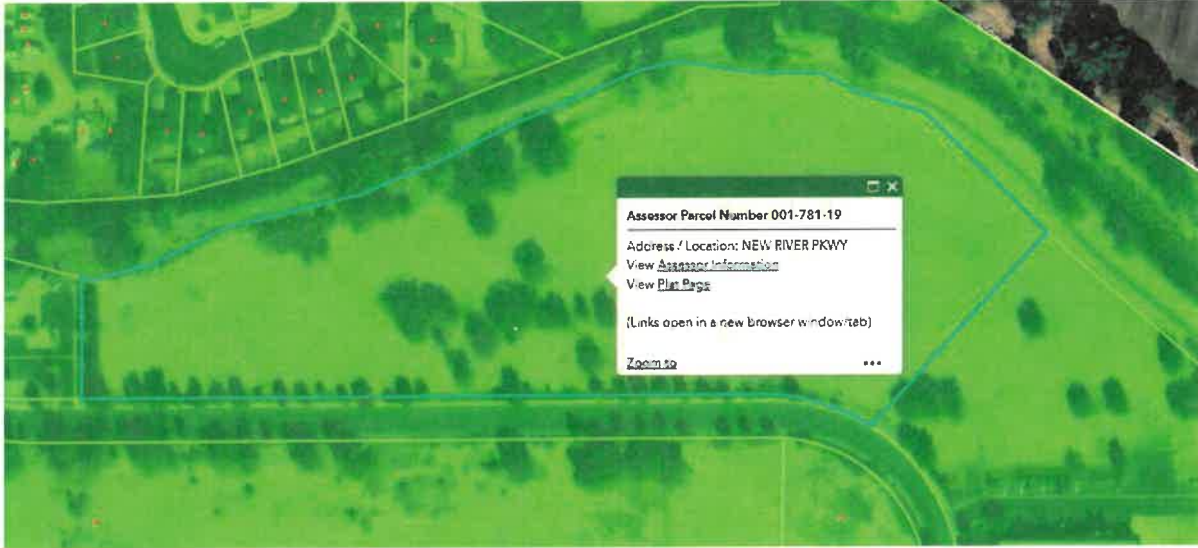 Assessor Parcel Number 001-781-19
Address / Location: NEW RIVER PKWY
View Assessor Information
View Plat Page
(Links open in a new browser window/tab)
Zoom to